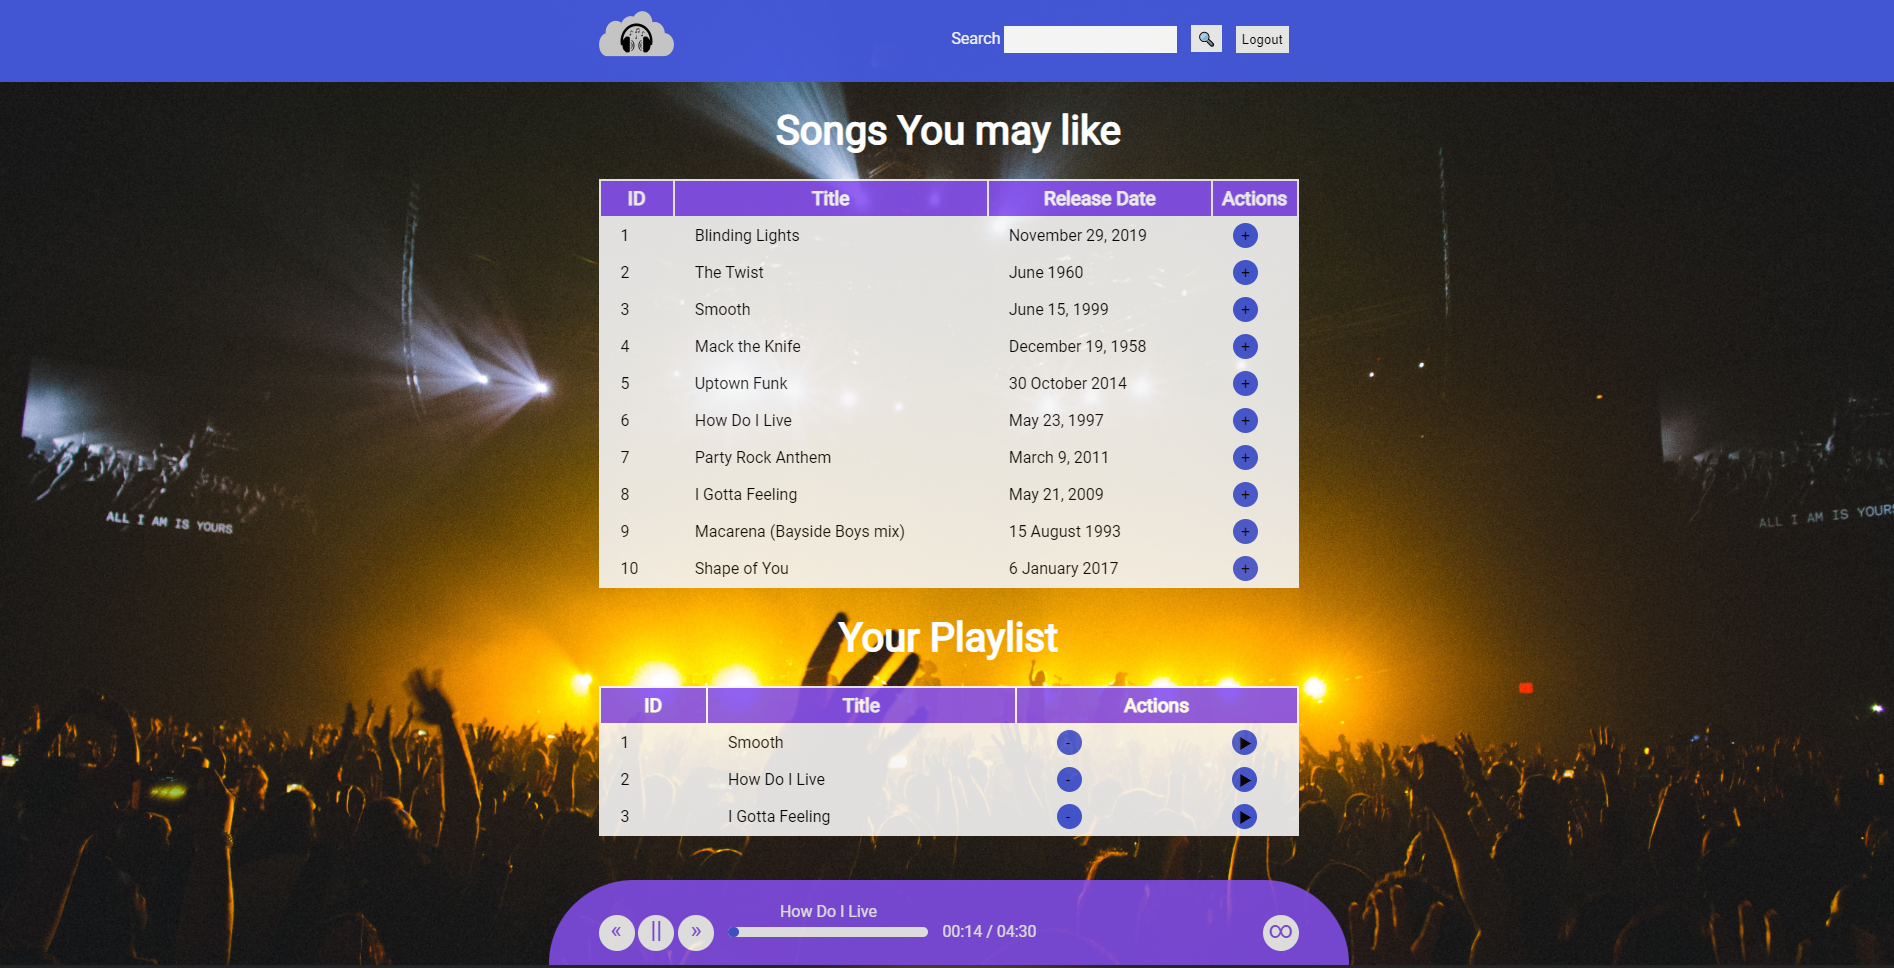 Search Logout
Songs You may like
ID Title Release Date Actions
1 Blinding Lights November 29, 2019 +
2 The Twist June 1960 +
3 Smooth June 15, 1999 +
4 Mack the Knife December 19, 1958 +
5 Uptown Funk 30 October 2014 +
6 How Do I Live May 23, 1997 +
7 Party Rock Anthem March 9, 2011 +
8 I Gotta Feeling May 21, 2009 +
9 Macarena (Bayside Boys mix) 15 August 1993 +
10 Shape of You 6 January 2017 +
ALL I AM IS YOURS
ALL I AM IS YOURS
Your Playlist
ID Title Actions
1 Smooth -
2 How Do I Live -
3 I Gotta Feeling -
How Do I Live
« || » 00:14 / 04:30 ∞